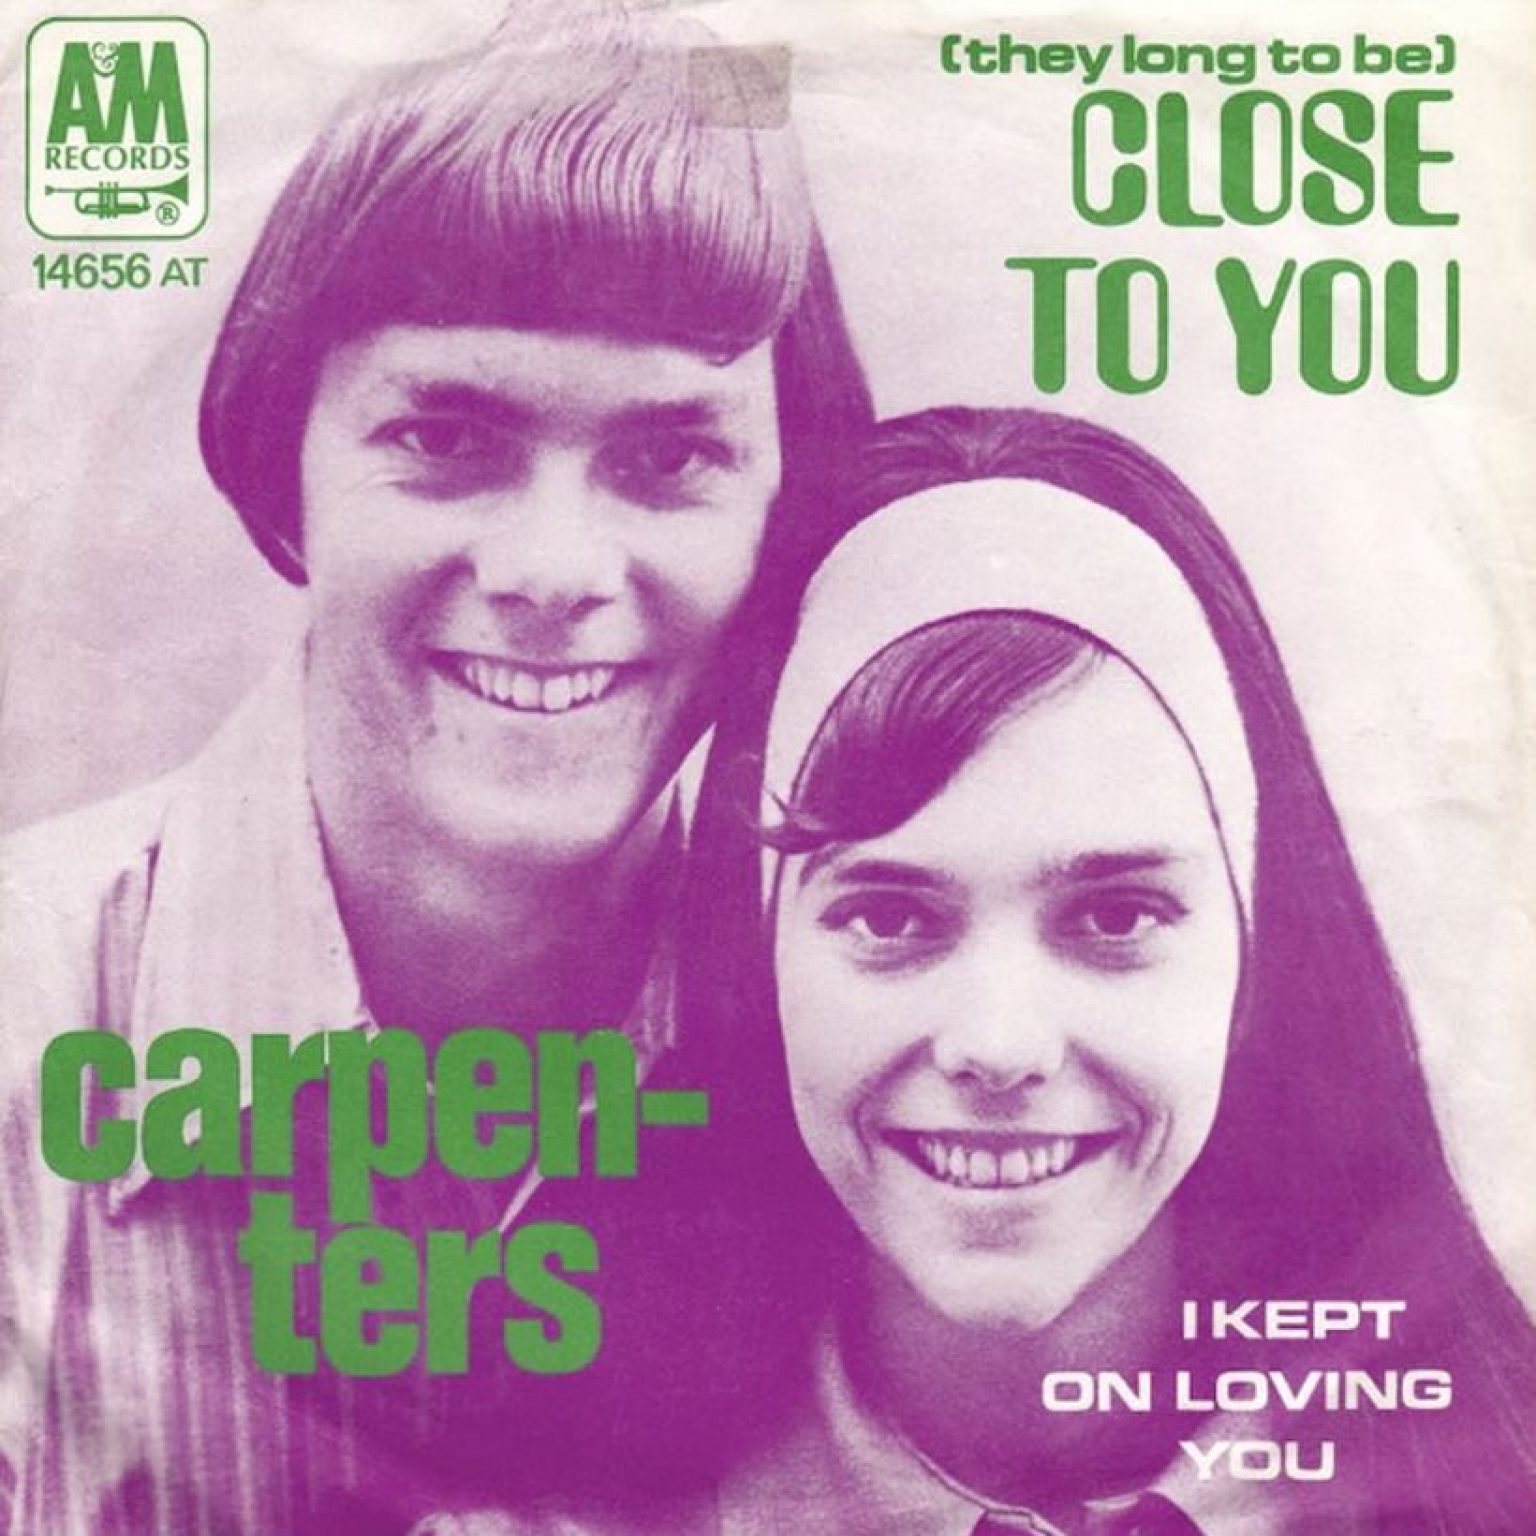 A&M
RECORDS
®
14656 AT
(they long to be)
CLOSE
TO YOU
carpen-
ters
I KEPT
ON LOVING
YOU